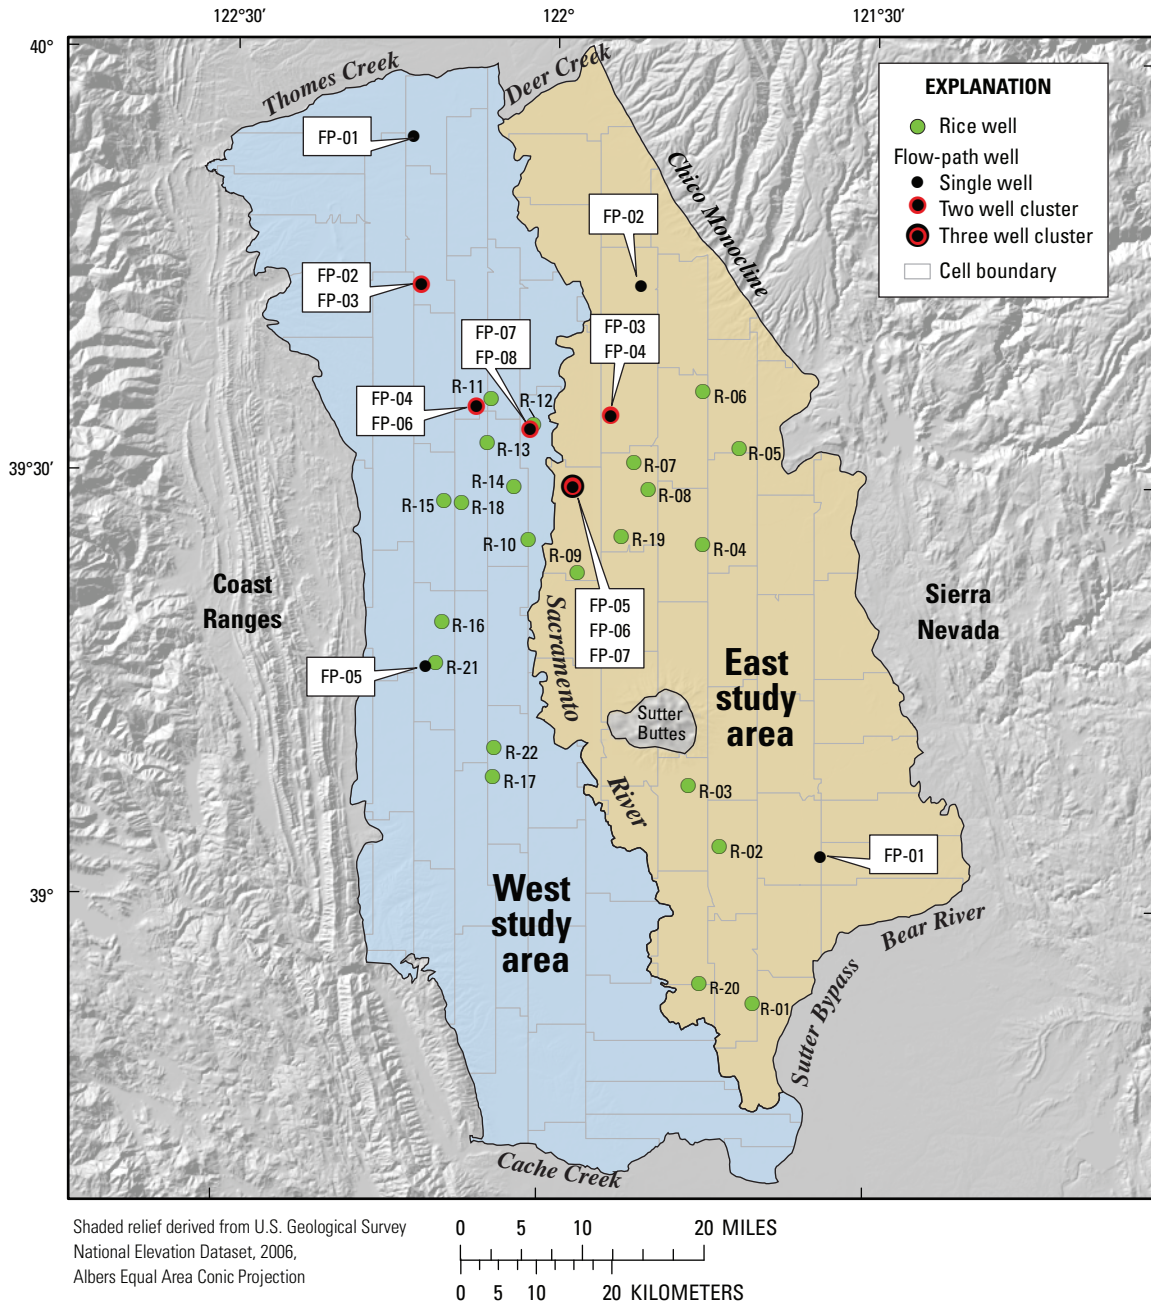 122°30'
122°
121°30'
40°
39°30'
39°
Thomes Creek
Deer Creek
Chico Monocline
EXPLANATION
Rice well
Flow-path well
Single well
Two well cluster
Three well cluster
Cell boundary
FP-01
FP-02
FP-02
FP-03
FP-07
FP-08
FP-03
FP-04
FP-04
FP-06
R-11
R-12
R-06
R-13
R-05
R-07
R-14
R-08
R-15
R-18
R-10
R-19
R-04
R-09
Coast
Ranges
Sierra
Nevada
FP-05
FP-06
FP-07
R-16
R-21
FP-05
Sacramento
River
East
study
area
Sutter
Buttes
R-22
R-17
R-03
R-02
FP-01
West
study
area
Bear River
R-20
R-01
Sutter Bypass
Cache Creek
Shaded relief derived from U.S. Geological Survey
National Elevation Dataset, 2006,
Albers Equal Area Conic Projection
0 5 10 20 MILES
0 5 10 20 KILOMETERS